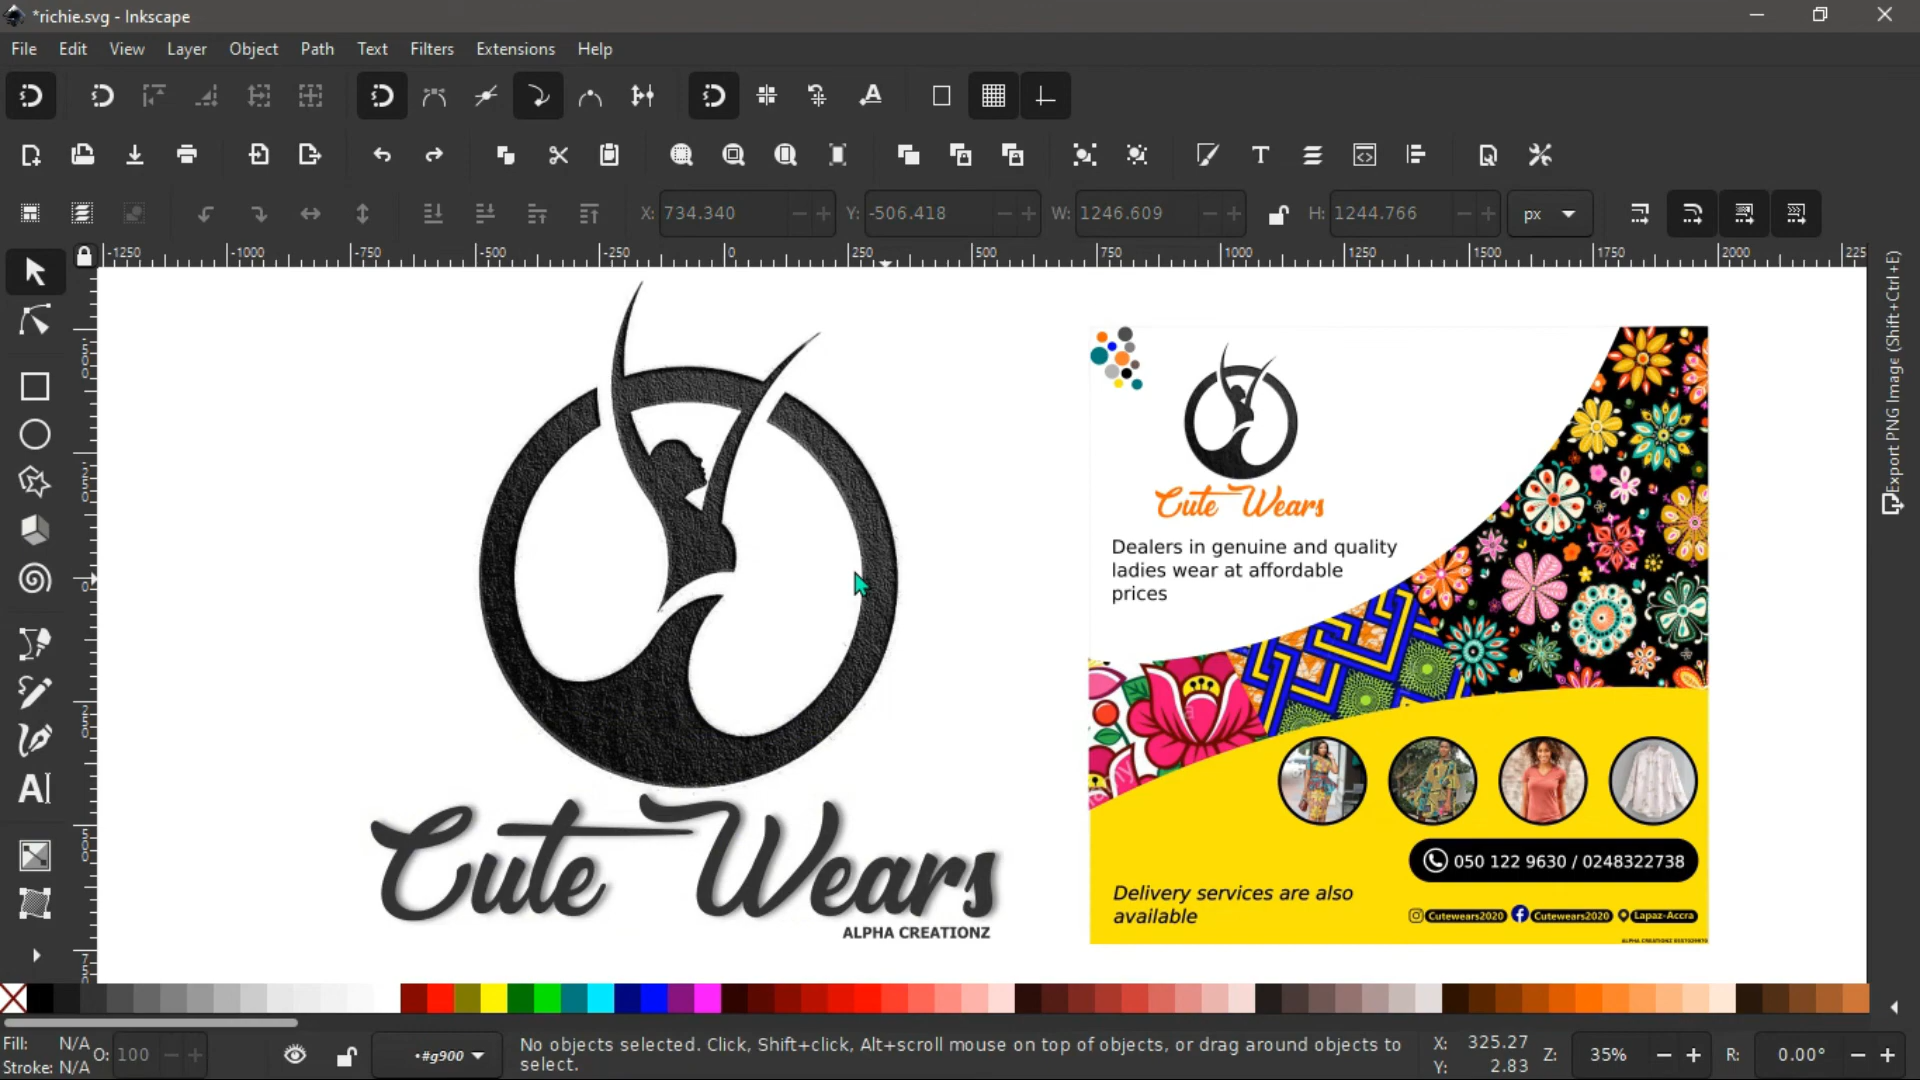 *richie.svg - Inkscape
File Edit View Layer Object Path Text Filters Extensions Help
X: 734.340 Y: -506.418 W: 1246.609 H: 1244.766 px
-1250 -1000 -750 -500 -250 0 250 500 750 1000 1250 1500 1750 2000 225
Export PNG Image (Shift+Ctrl+E)
Cute Wears
ALPHA CREATIONZ
Cute Wears
Dealers in genuine and quality
ladies wear at affordable
prices
050 122 9630 / 0248322738
Delivery services are also
available
Cutewears2020 Cutewears2020 Lapaz-Accra
Fill: N/A
Stroke: N/A
O: 100
•#g900
No objects selected. Click, Shift+click, Alt+scroll mouse on top of objects, or drag around objects to
select.
X: 325.27
Y: 2.83
Z: 35%
R: 0.00°